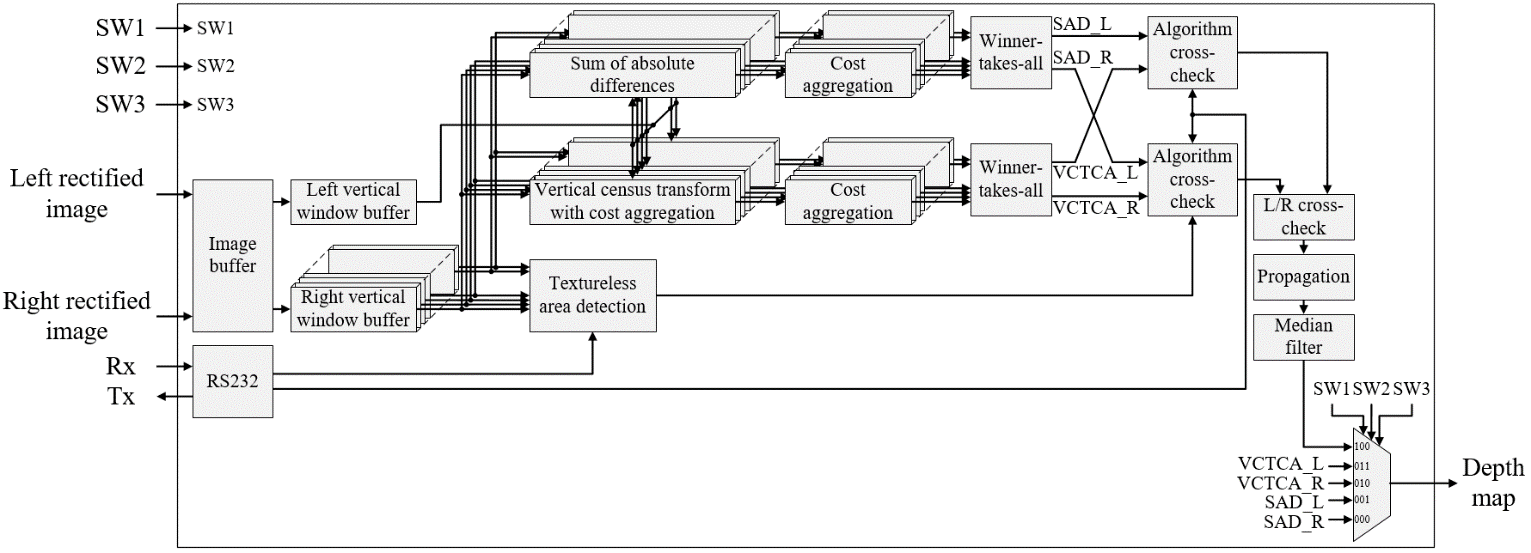 SW1
SW2
SW3
SW1
SW2
SW3
Left rectified
image
Right rectified
image
Rx
Tx
Image
buffer
RS232
Left vertical
window buffer
Right vertical
window buffer
Sum of absolute
differences
Vertical census transform
with cost aggregation
Textureless
area detection
Cost
aggregation
Cost
aggregation
Winner-
takes-all
Winner-
takes-all
SAD_L
SAD_R
VCTCA_L
VCTCA_R
Algorithm
cross-
check
Algorithm
cross-
check
L/R cross-
check
Propagation
Median
filter
SW1 SW2 SW3
100
VCTCA_L 011
VCTCA_R 010
SAD_L 001
SAD_R 000
Depth
map